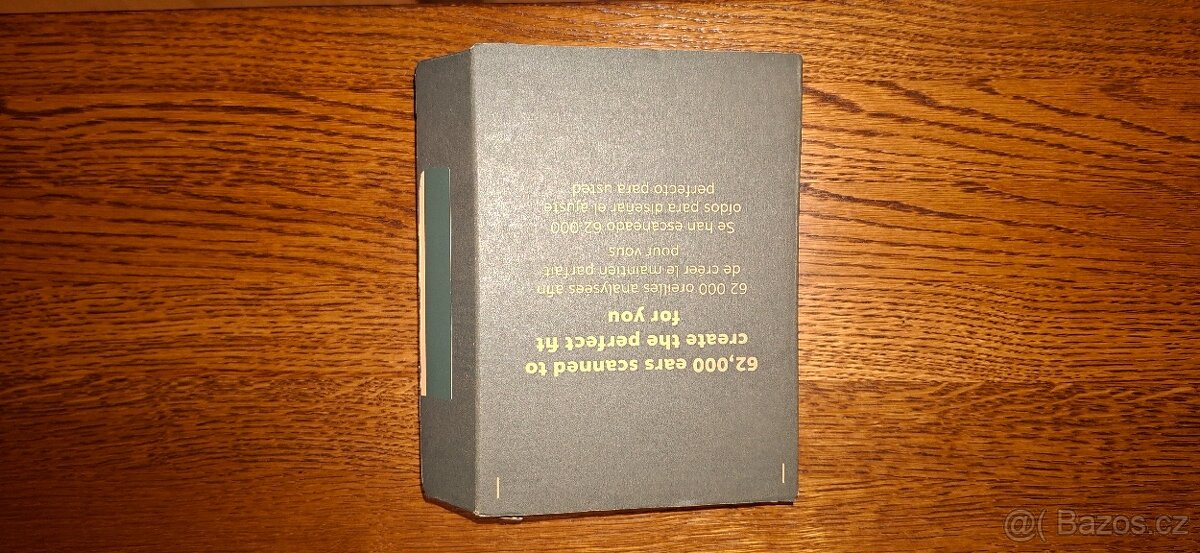 62,000 ears scanned to
create the perfect fit
for you
62 000 oreilles analysées afin
de créer le maintien parfait
pour vous
Se han escaneado 62.000
oídos para diseñar el ajuste
perfecto para usted
@( Bazos.cz